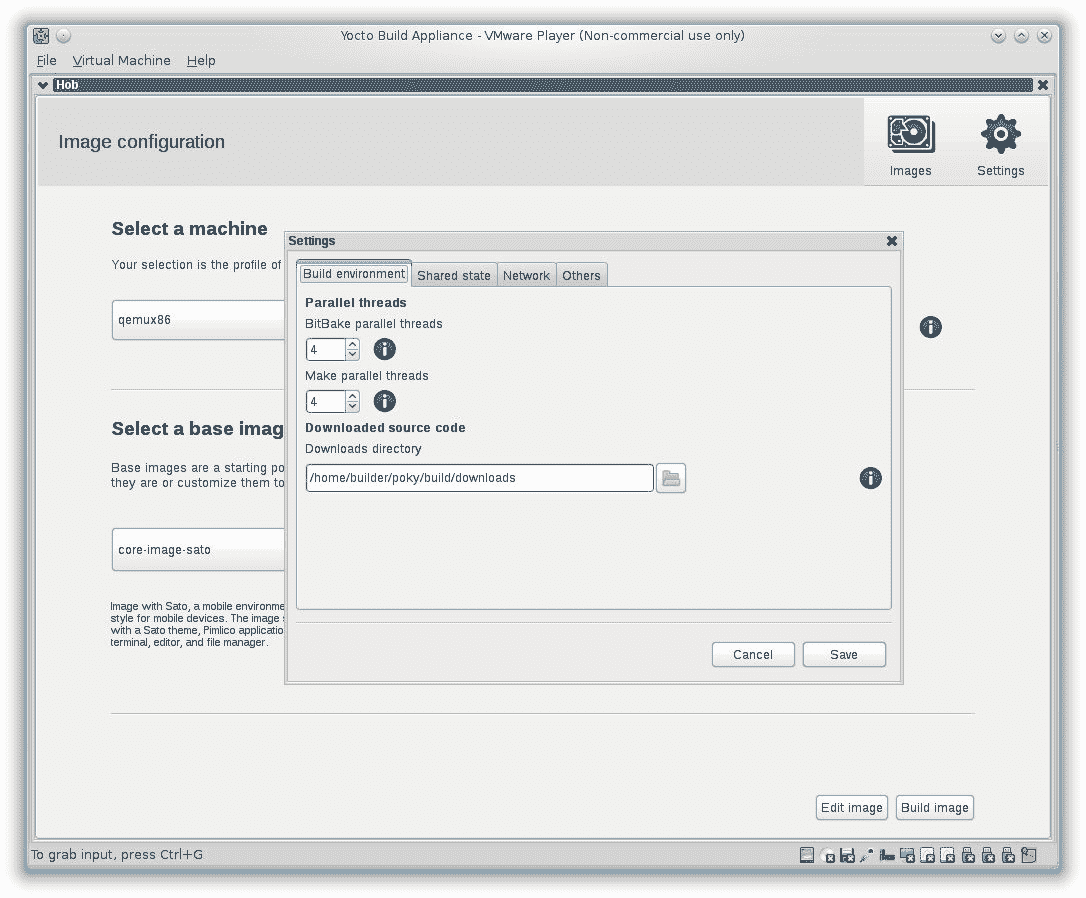 Yocto Build Appliance - VMware Player (Non-commercial use only)
File Virtual Machine Help
Hob
Image configuration
Images
Settings
Select a machine
Your selection is the profile of
qemux86
Select a base imag
Base images are a starting po
they are or customize them to
core-image-sato
Image with Sato, a mobile environme
style for mobile devices. The image
with a Sato theme, Pimlico applicatio
terminal, editor, and file manager.
Settings
Build environment Shared state Network Others
Parallel threads
BitBake parallel threads
4
Make parallel threads
4
Downloaded source code
Downloads directory
/home/builder/poky/build/downloads
Cancel Save
Edit image Build image
To grab input, press Ctrl+G